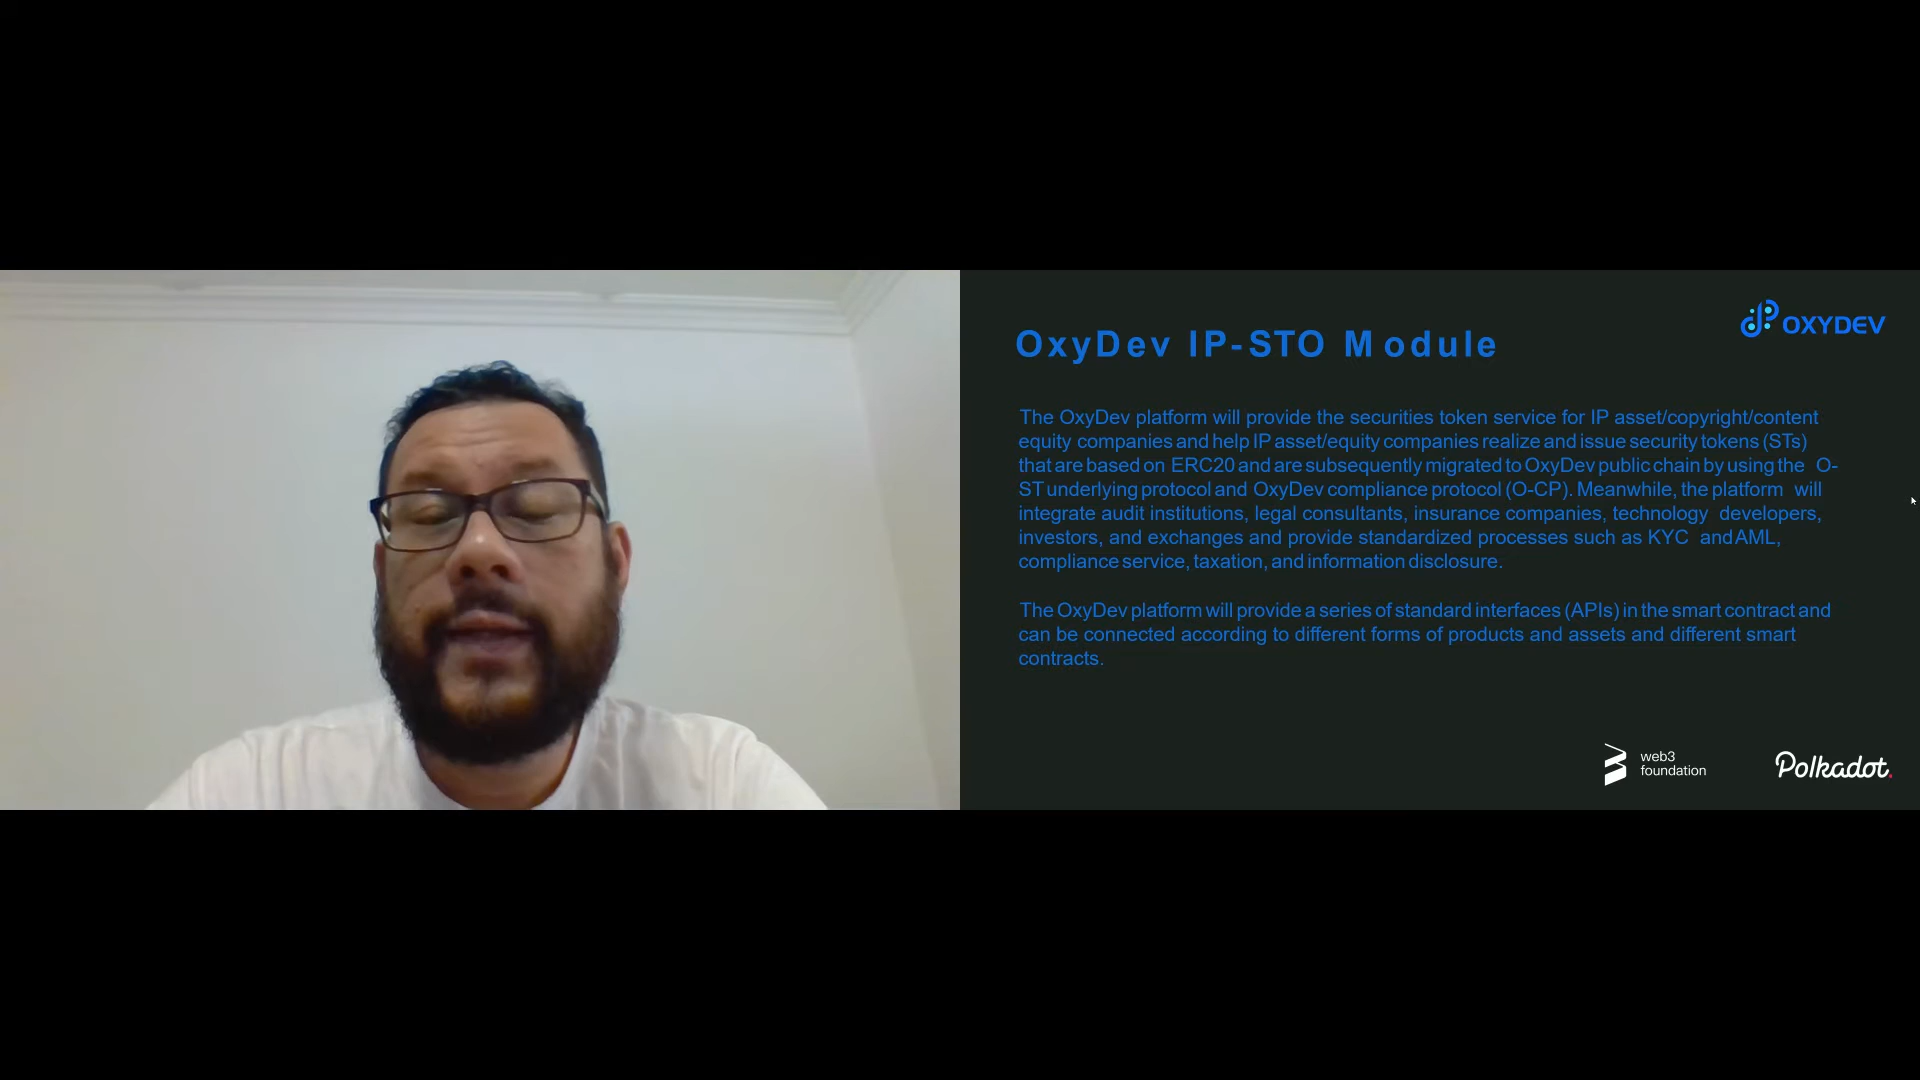 OXYDEV
OxyDev IP-STO Module
The OxyDev platform will provide the securities token service for IP asset/copyright/content
equity companies and help IP asset/equity companies realize and issue security tokens (STs)
that are based on ERC20 and are subsequently migrated to OxyDev public chain by using the O-
ST underlying protocol and OxyDev compliance protocol (O-CP). Meanwhile, the platform will
integrate audit institutions, legal consultants, insurance companies, technology developers,
investors, and exchanges and provide standardized processes such as KYC and AML,
compliance service, taxation, and information disclosure.
The OxyDev platform will provide a series of standard interfaces (APIs) in the smart contract and
can be connected according to different forms of products and assets and different smart
contracts.
web3
foundation
Polkadot.